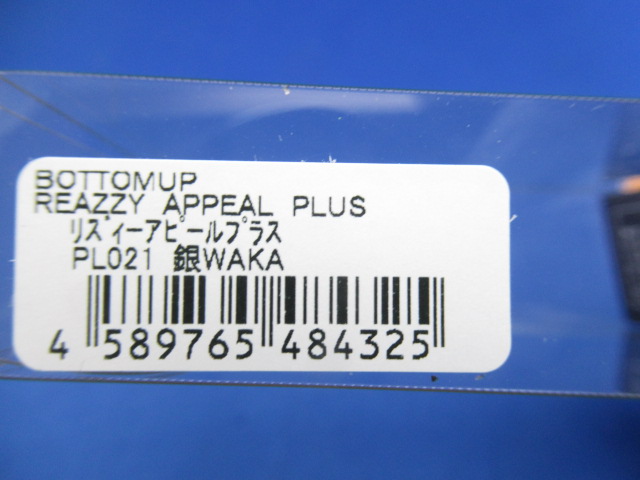 BOTTOMUP
REAZZY APPEAL PLUS
ﾘｽﾞｨｰｱﾋﾟｰﾙﾌﾟﾗｽ
PL021 銀WAKA
4 589765 484325